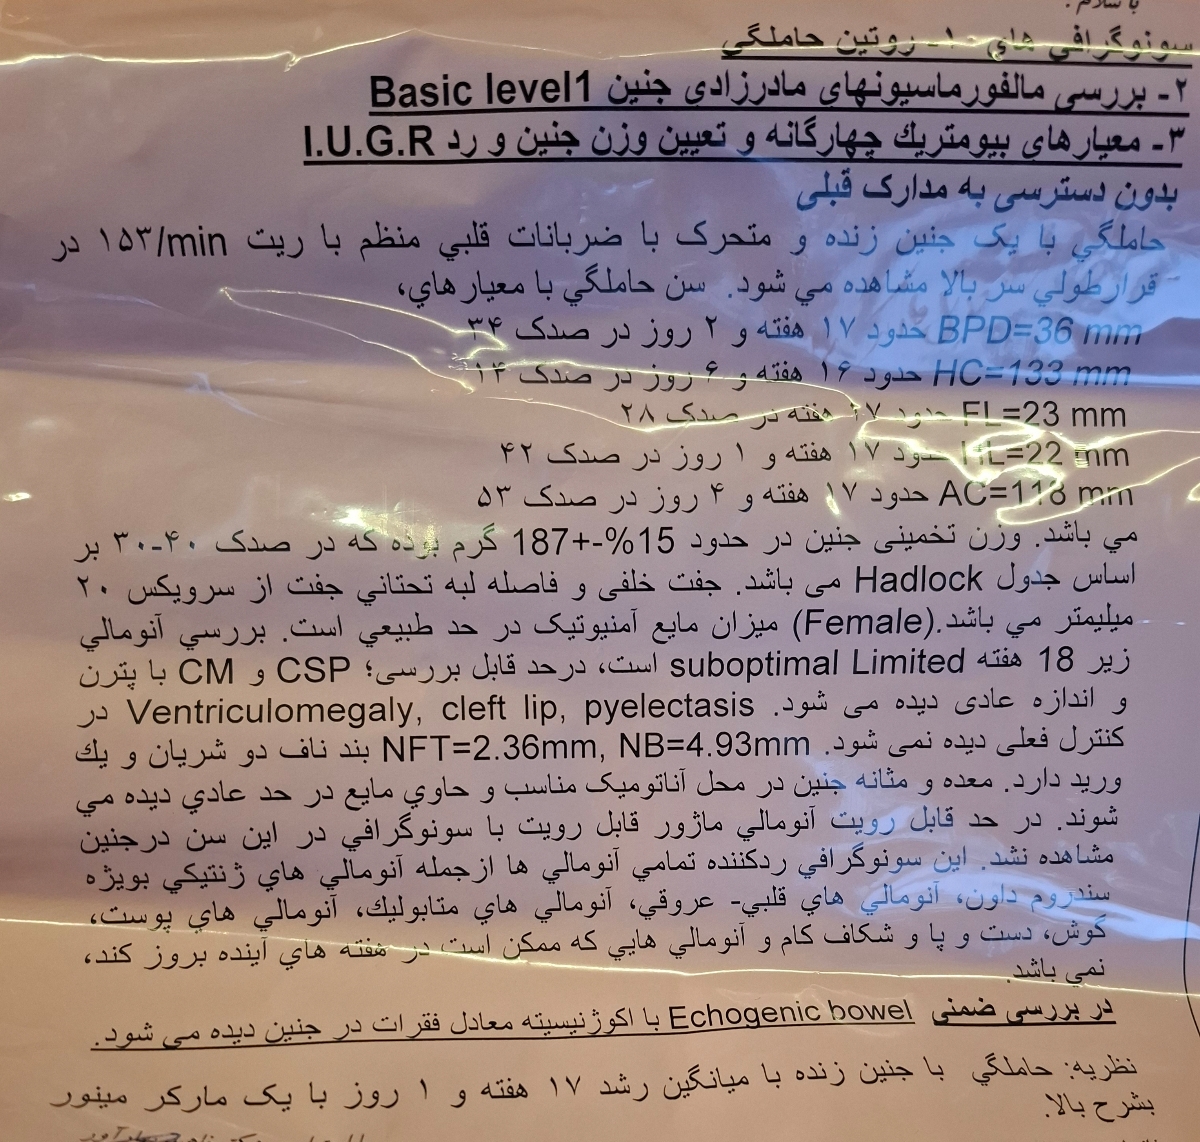 با سلام.
سونوگرافی های ۱- روتین حاملگی
۲- بررسی مالفورماسیونهای مادرزادی جنین Basic level1
۳- معیارهای بیومتریك چهارگانه و تعیین وزن جنین و رد I.U.G.R
بدون دسترسی به مدارک قبلی
حاملگي با یک جنین زنده و متحرک با ضربانات قلبي منظم با ریت ۱۵۳/min در
قرارطولي سر بالا مشاهده مي شود. سن حاملگي با معیارهاي،
BPD=36 mm حدود ۱۷ هفته و ۲ روز در صدک ۳۴
HC=133 mm حدود ۱۶ هفته و ۶ روز در صدک ۱۴
FL=23 mm حدود ۱۷ هفته در صدک ۲۸
HL=22 mm حدود ۱۷ هفته و ۱ روز در صدک ۴۲
AC=118 mm حدود ۱۷ هفته و ۴ روز در صدک ۵۳
مي باشد. وزن تخمینی جنین در حدود 187+-%15 گرم بوده که در صدک ۴۰-۳۰ بر
اساس جدول Hadlock می باشد. جفت خلفی و فاصله لبه تحتاني جفت از سرویکس ۲۰
میلیمتر مي باشد.(Female) میزان مایع آمنیوتیک در حد طبیعي است. بررسي آنومالي
زیر 18 هفته suboptimal Limited است، درحد قابل بررسی؛ CSP و CM با پترن
و اندازه عادی دیده می شود. Ventriculomegaly, cleft lip, pyelectasis در
کنترل فعلی دیده نمی شود. NFT=2.36mm, NB=4.93mm بند ناف دو شریان و یك
ورید دارد. معده و مثانه جنین در محل آناتومیک مناسب و حاوي مایع در حد عادي دیده مي
شوند. در حد قابل رویت آنومالي ماژور قابل رویت با سونوگرافي در این سن درجنین
مشاهده نشد. این سونوگرافي ردکننده تمامي آنومالي ها ازجمله آنومالي هاي ژنتیکي بویژه
سندروم داون، آنومالي هاي قلبي- عروقي، آنومالي هاي متابولیك، آنومالي هاي پوست،
گوش، دست و پا و شکاف کام و آنومالی هایي که ممکن است در هفته هاي آینده بروز کند،
نمي باشد.
در بررسی ضمنی Echogenic bowel با اکوژنیسیته معادل فقرات در جنین دیده می شود.
نظریه: حاملگي با جنین زنده با میانگین رشد ۱۷ هفته و ۱ روز با یک مارکر مینور
بشرح بالا.